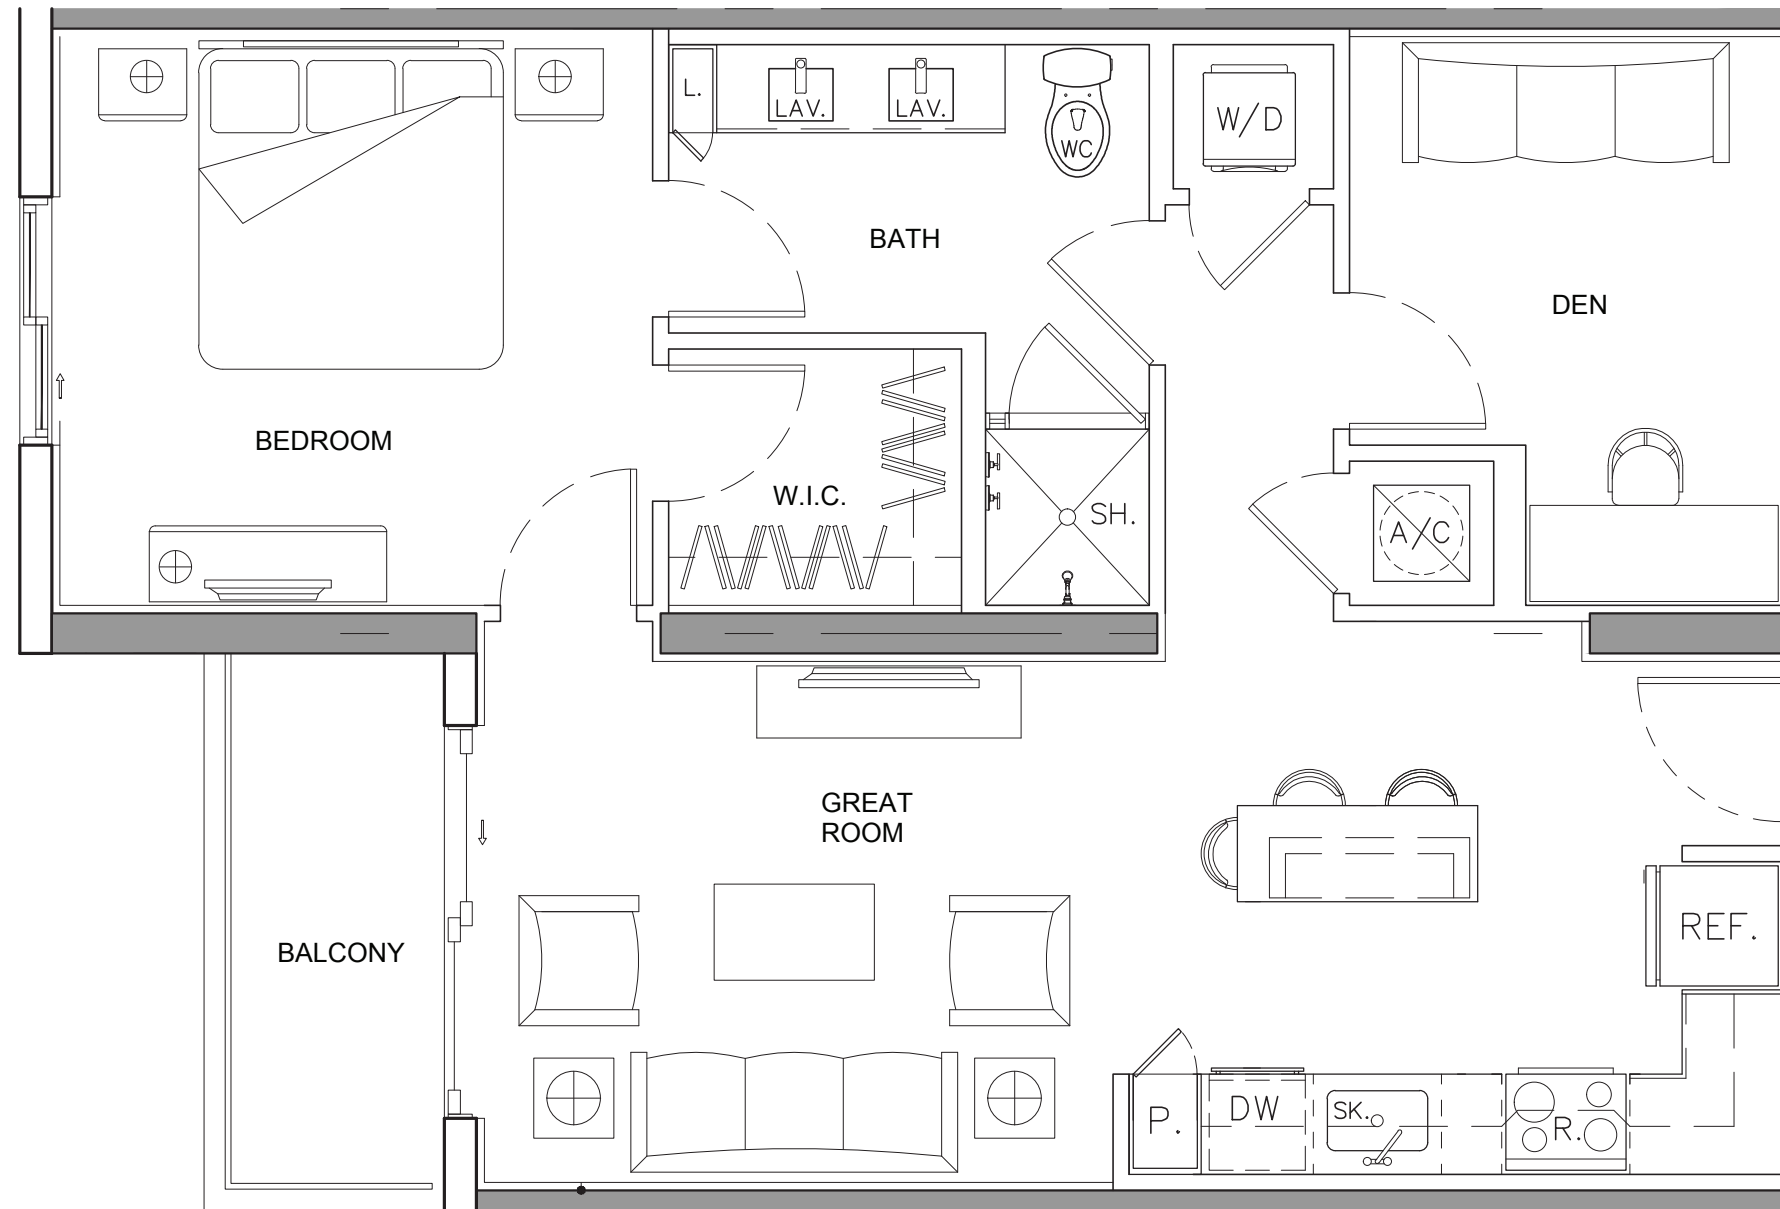 L.
LAV.
LAV.
WC
W/D
BATH
DEN
BEDROOM
W.I.C.
SH.
A/C
GREAT
ROOM
BALCONY
REF.
P.
DW
SK.
R.